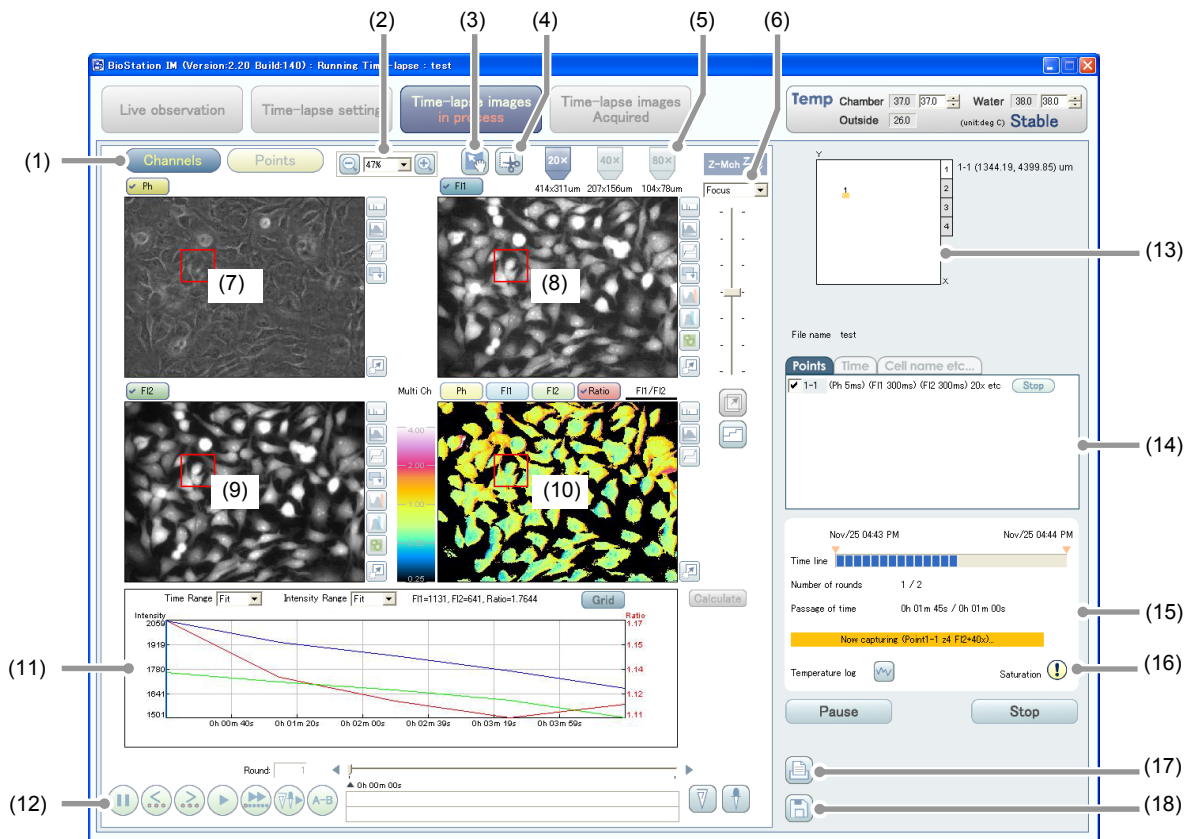 (2) (3) (4) (5) (6)
BioStation IM (Version:2.20 Build:140) : Running Time-lapse : test
Live observation
Time-lapse setting
Time-lapse images
in process
Time-lapse images
Acquired
Temp Chamber 37.0 37.0 Water 38.0 38.0
Outside 26.0 (unit:deg C) Stable
(1)
Channels Points
47%
20× 40× 80×
414x311um 207x156um 104x78um
Z-Mch
Focus
Ph
Fl1
(7)
(8)
Fl2
Multi Ch Ph Fl1 Fl2 Ratio Fl1/Fl2
4.00
2.00
1.00
0.25
(9)
(10)
Y
1-1 (1344.19, 4399.85) um
1
1
2
3
4
X
(13)
File name test
Points Time Cell name etc...
1-1 (Ph 5ms) (Fl1 300ms) (Fl2 300ms) 20x etc Stop
(14)
Nov/25 04:43 PM Nov/25 04:44 PM
Time line
Number of rounds 1 / 2
Passage of time 0h 01m 45s / 0h 01m 00s
(15)
Now capturing (Point1-1 z4 Fl2+40x)...
Temperature log
Saturation
(16)
Pause Stop
(17)
(18)
Time Range Fit Intensity Range Fit Fl1=1131, Fl2=641, Ratio=1.7644 Grid Calculate
Intensity Ratio
2059 1.17
1919 1.15
1780 1.14
1641 1.12
1501 1.11
(11)
0h 00m 40s 0h 01m 20s 0h 02m 00s 0h 02m 39s 0h 03m 19s 0h 03m 59s
Round: 1
0h 00m 00s
(12)
A-B